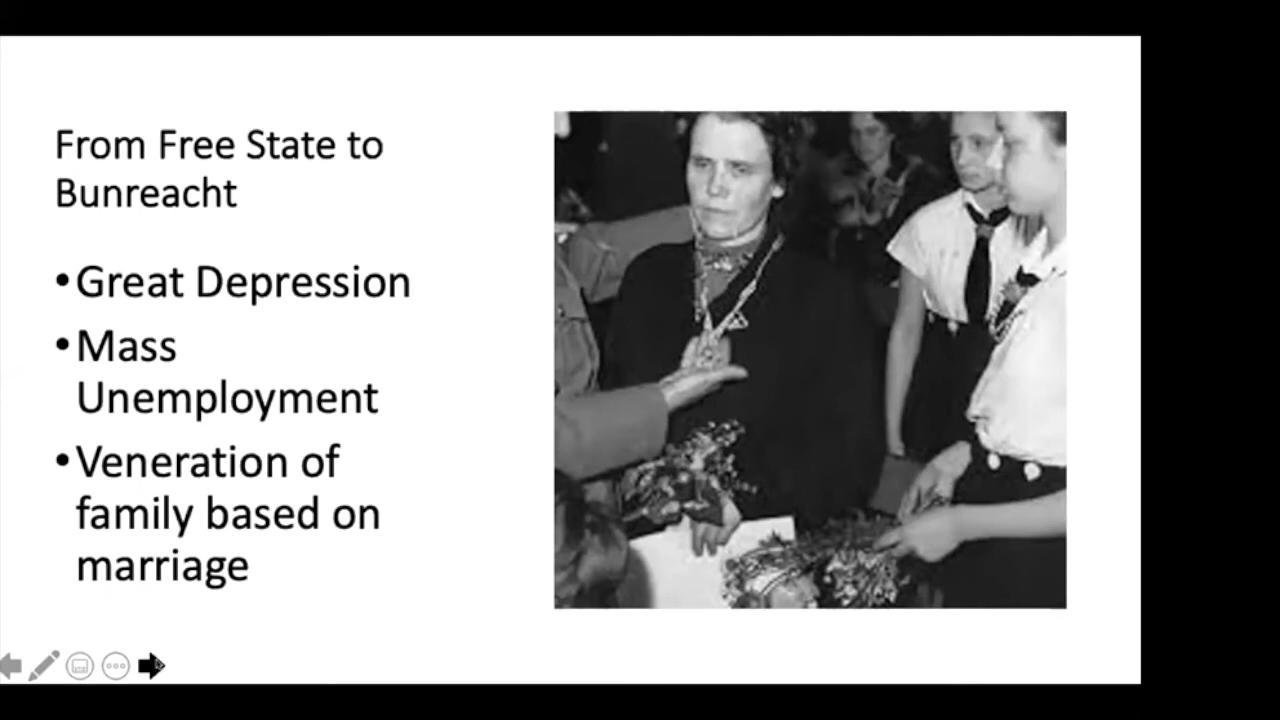 From Free State to
Bunreacht
•Great Depression
•Mass
Unemployment
•Veneration of
family based on
marriage